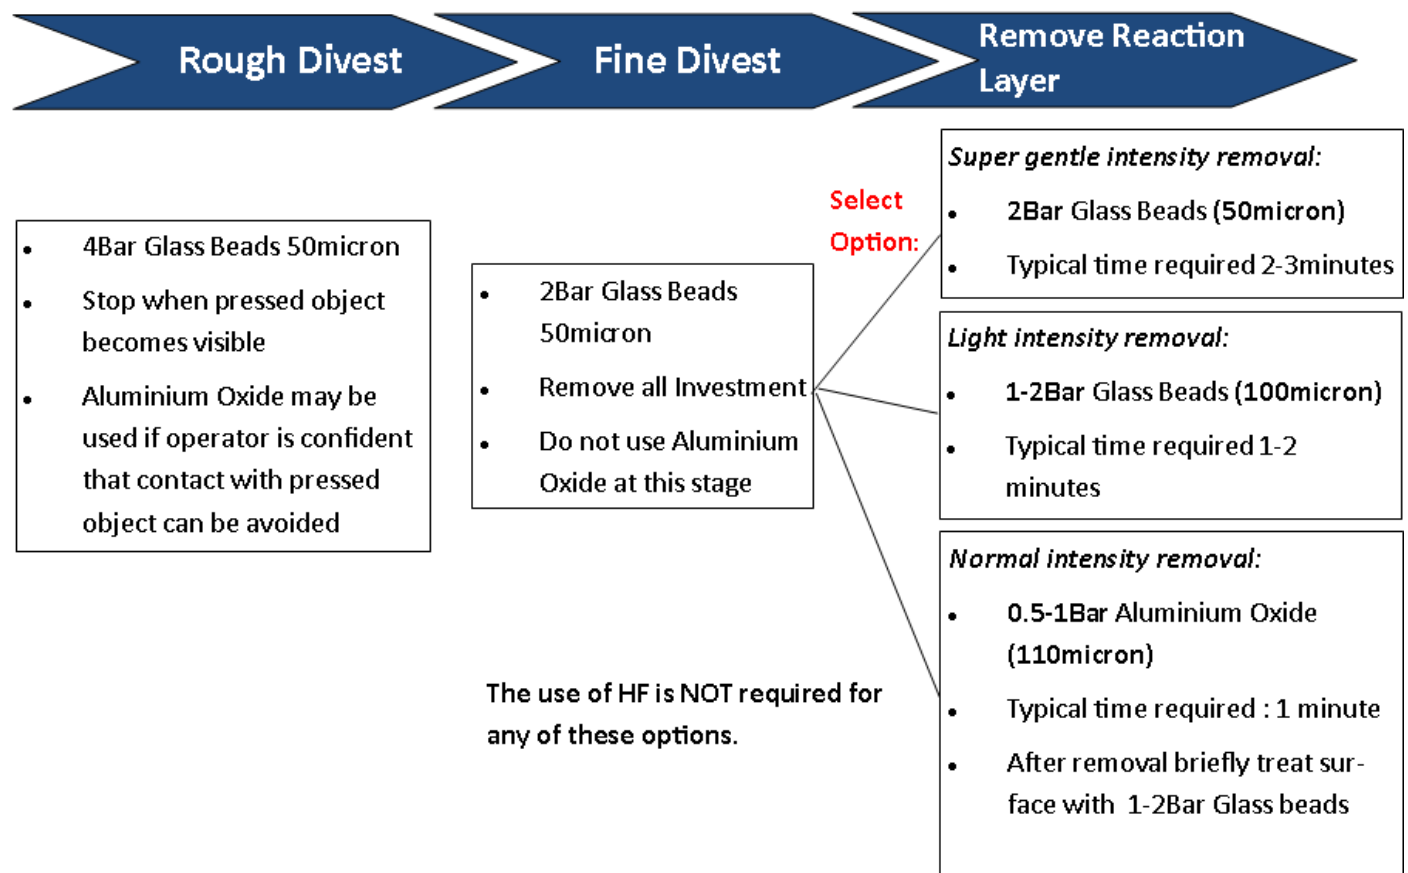 Rough Divest
Fine Divest
Remove Reaction
Layer
• 4Bar Glass Beads 50micron
• Stop when pressed object
becomes visible
• Aluminium Oxide may be
used if operator is confident
that contact with pressed
object can be avoided
• 2Bar Glass Beads
50micron
• Remove all Investment
• Do not use Aluminium
Oxide at this stage
Select
Option:
Super gentle intensity removal:
• 2Bar Glass Beads (50micron)
• Typical time required 2-3minutes
Light intensity removal:
• 1-2Bar Glass Beads (100micron)
• Typical time required 1-2
minutes
Normal intensity removal:
• 0.5-1Bar Aluminium Oxide
(110micron)
• Typical time required : 1 minute
• After removal briefly treat sur-
face with 1-2Bar Glass beads
The use of HF is NOT required for
any of these options.